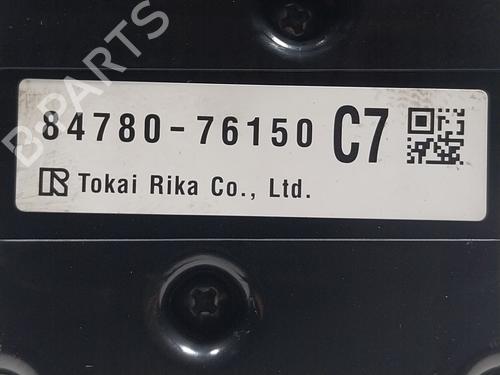 B-PARTS
84780-76150 C7
R Tokai Rika Co., Ltd.